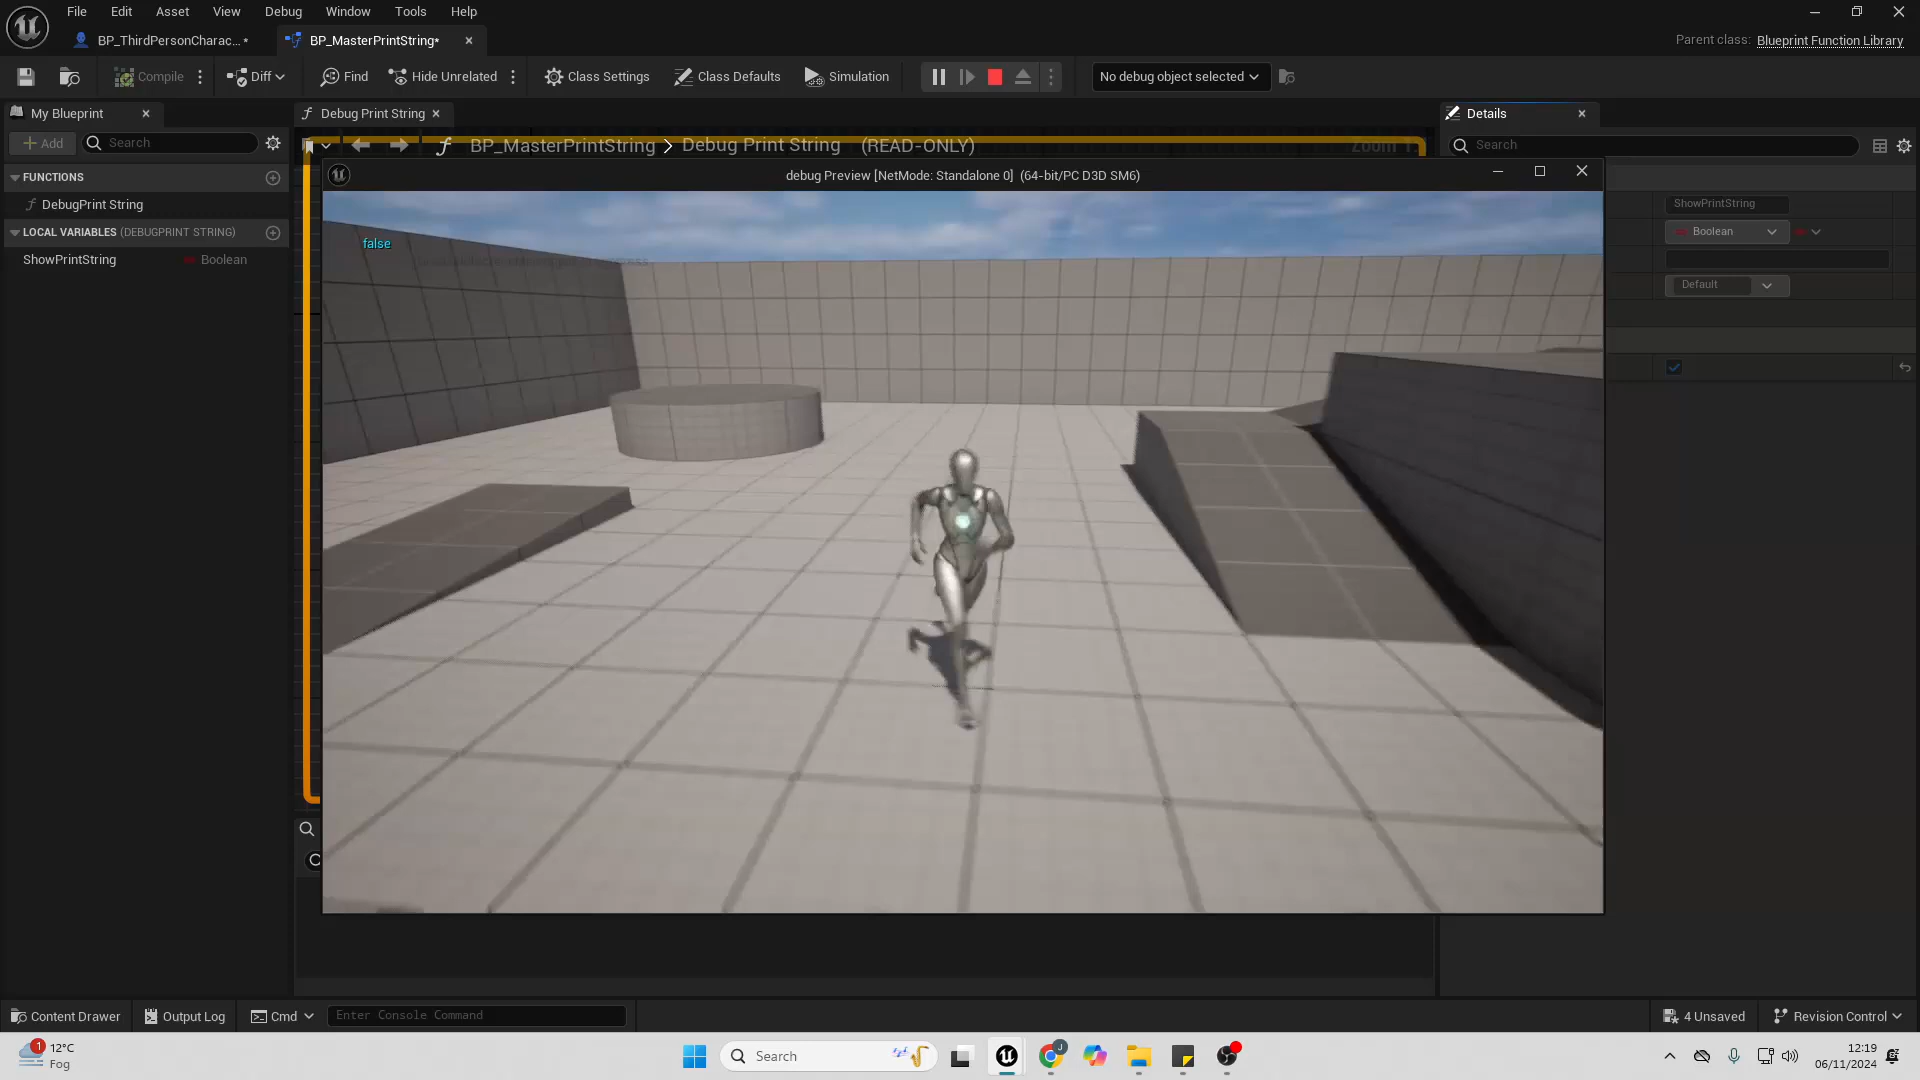 File Edit Asset View Debug Window Tools Help
BP_ThirdPersonCharac... *
BP_MasterPrintString*
Parent class: Blueprint Function Library
Compile Diff Find Hide Unrelated Class Settings Class Defaults Simulation No debug object selected
My Blueprint
Debug Print String
Details
Add Search
BP_MasterPrintString > Debug Print String (READ-ONLY)
Search
FUNCTIONS
DebugPrint String
LOCAL VARIABLES (DEBUGPRINT STRING)
ShowPrintString Boolean
debug Preview [NetMode: Standalone 0] (64-bit/PC D3D SM6)
false
ShowPrintString
Boolean
Default
Content Drawer Output Log Cmd Enter Console Command 4 Unsaved Revision Control
1 12°C
Fog
Search
J
12:19
06/11/2024